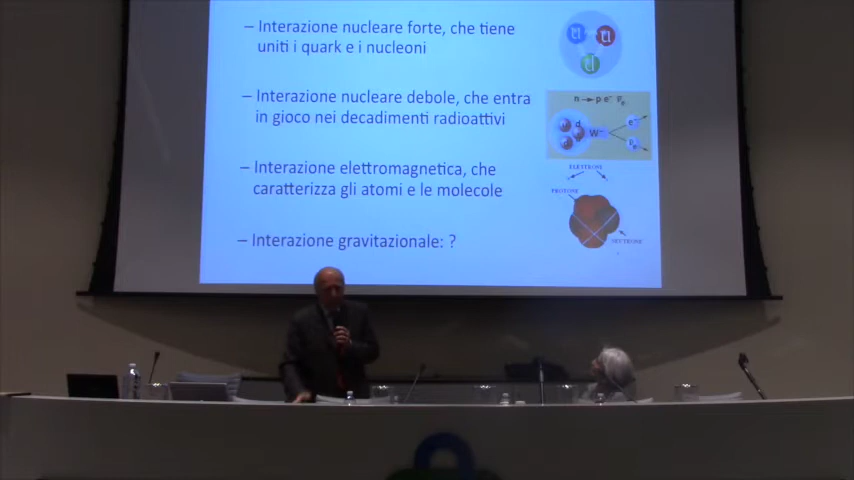 – Interazione nucleare forte, che tiene
uniti i quark e i nucleoni
– Interazione nucleare debole, che entra
in gioco nei decadimenti radioattivi
n → p e⁻ ν̅e
d
W⁻
e⁻
ν̅e
– Interazione elettromagnetica, che
caratterizza gli atomi e le molecole
ELETTRONE
PROTONE
NEUTRONE
– Interazione gravitazionale: ?